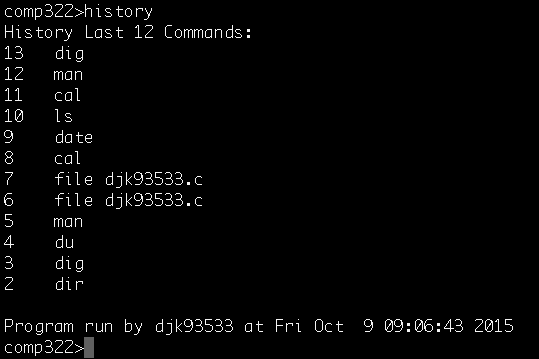 comp322>history
History Last 12 Commands:
13   dig
12   man
11   cal
10   ls
9    date
8    cal
7    file djk93533.c
6    file djk93533.c
5    man
4    du
3    dig
2    dir

Program run by djk93533 at Fri Oct  9 09:06:43 2015
comp322>